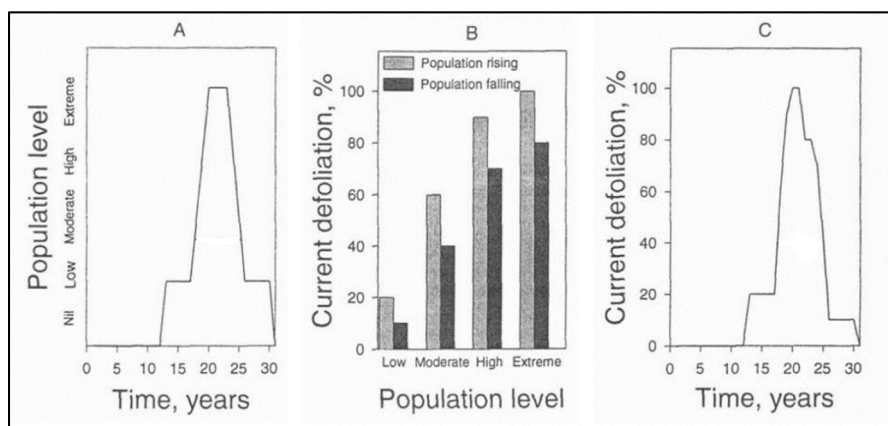 A
Population level
Nil
Low
Moderate
High
Extreme
0 5 10 15 20 25 30
Time, years
B
Population rising
Population falling
Current defoliation, %
100
80
60
40
20
0
Low Moderate High Extreme
Population level
C
Current defoliation, %
100
80
60
40
20
0
0 5 10 15 20 25 30
Time, years